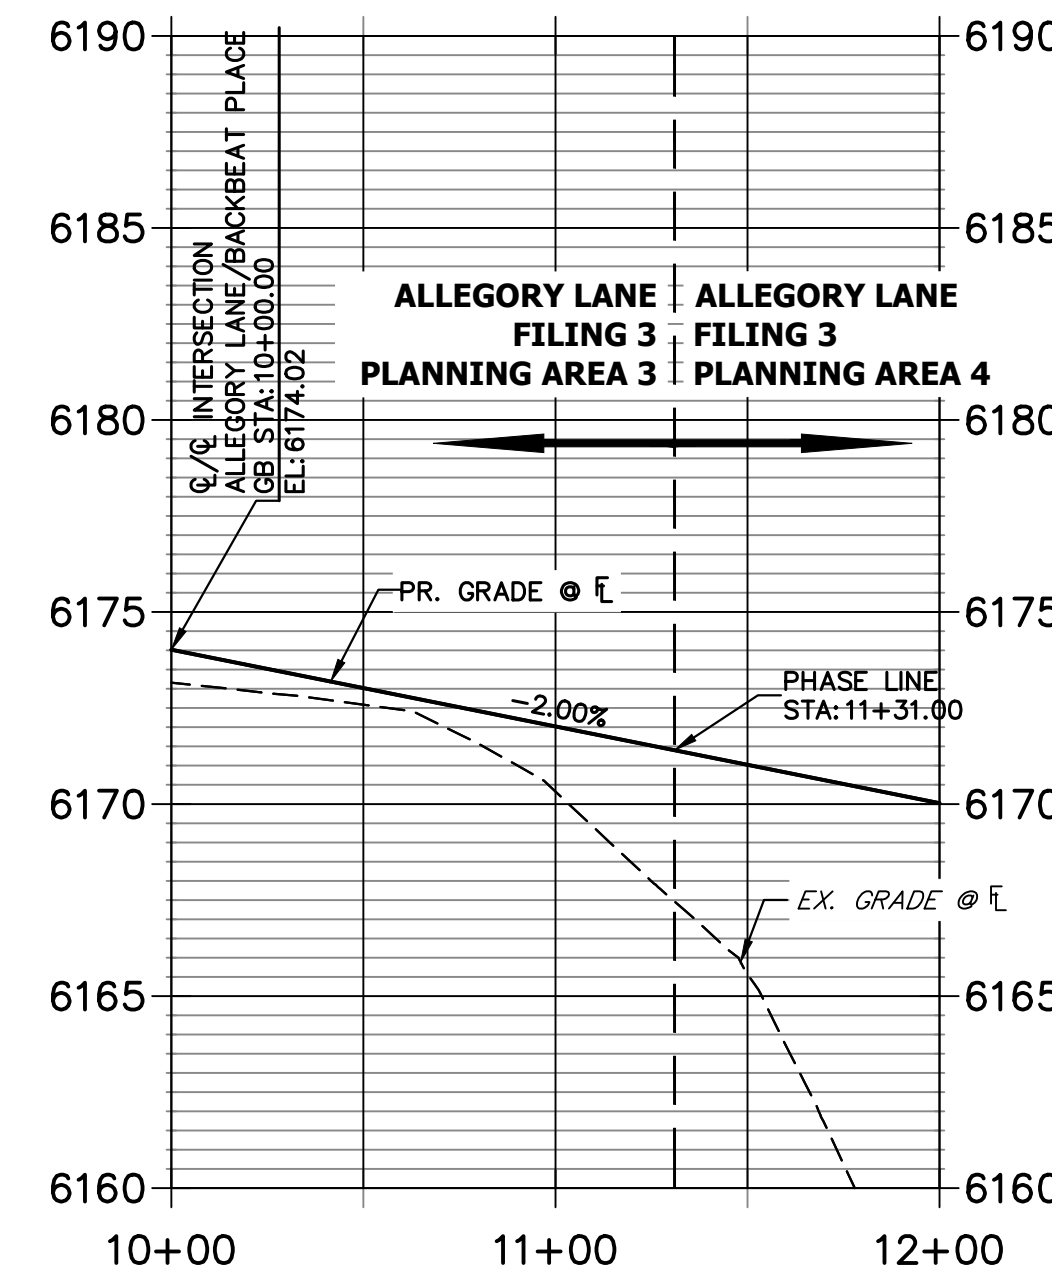 6190
6190
6185
6185
6180
6180
6175
6175
6170
6170
6165
6165
6160
6160
℄/℄ INTERSECTION
ALLEGORY LANE/BACKBEAT PLACE
GB STA:10+00.00
EL:6174.02
ALLEGORY LANE
FILING 3
PLANNING AREA 3
ALLEGORY LANE
FILING 3
PLANNING AREA 4
PR. GRADE @ FL
-2.00%
PHASE LINE
STA:11+31.00
EX. GRADE @ FL
10+00
11+00
12+00